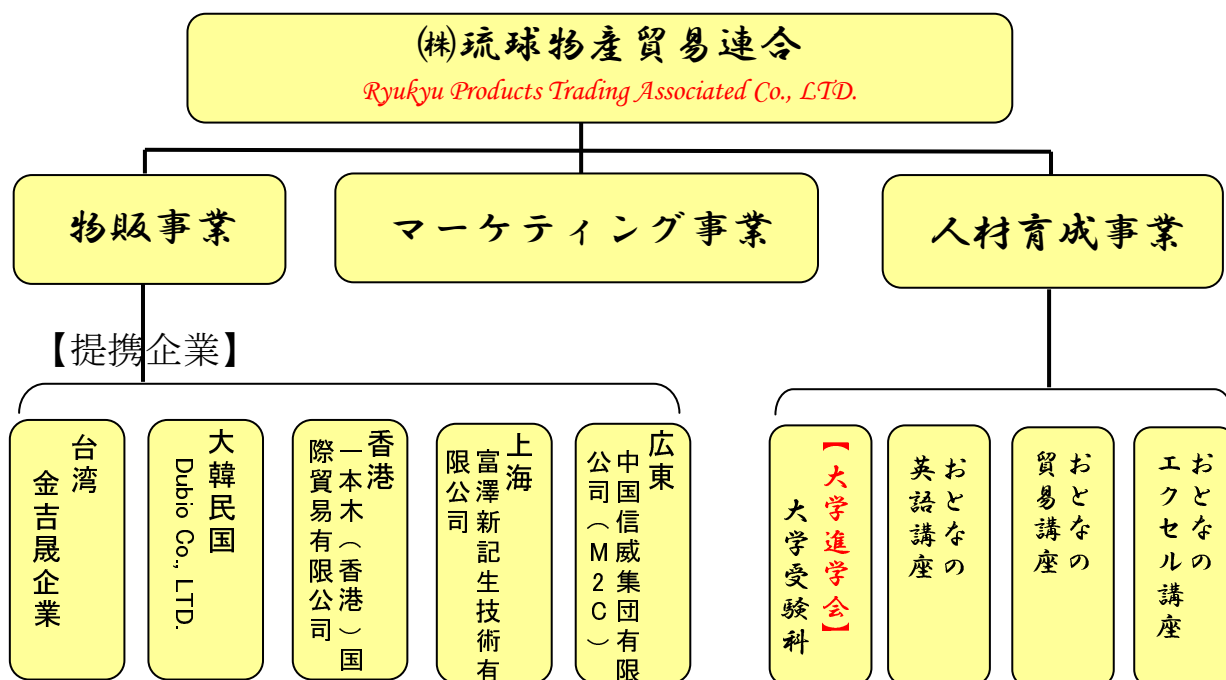 ㈱琉球物産貿易連合
Ryukyu Products Trading Associated Co., LTD.
物販事業
マーケティング事業
人材育成事業
【提携企業】
台湾
金吉晟企業
大韓民国
Dubio Co., LTD.
香港
一本木（香港）国
際貿易有限公司
上海
富澤新記生技術有
限公司
広東
中国信威集団有限
公司（M2C）
【大学進学会】
大学受験科
おとなの
英語講座
おとなの
貿易講座
おとなの
エクセル講座